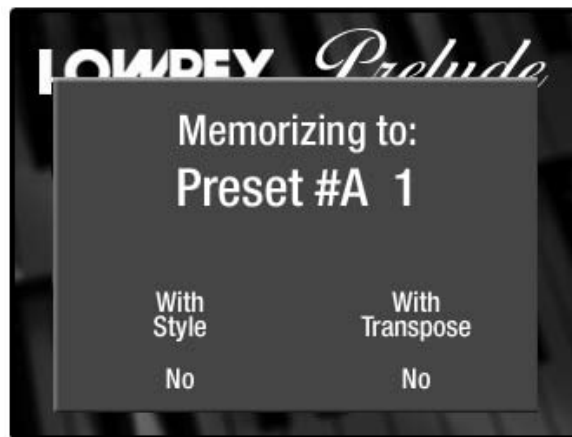 LOWREY Prelude
Memorizing to:
Preset #A 1
With With
Style Transpose
No No